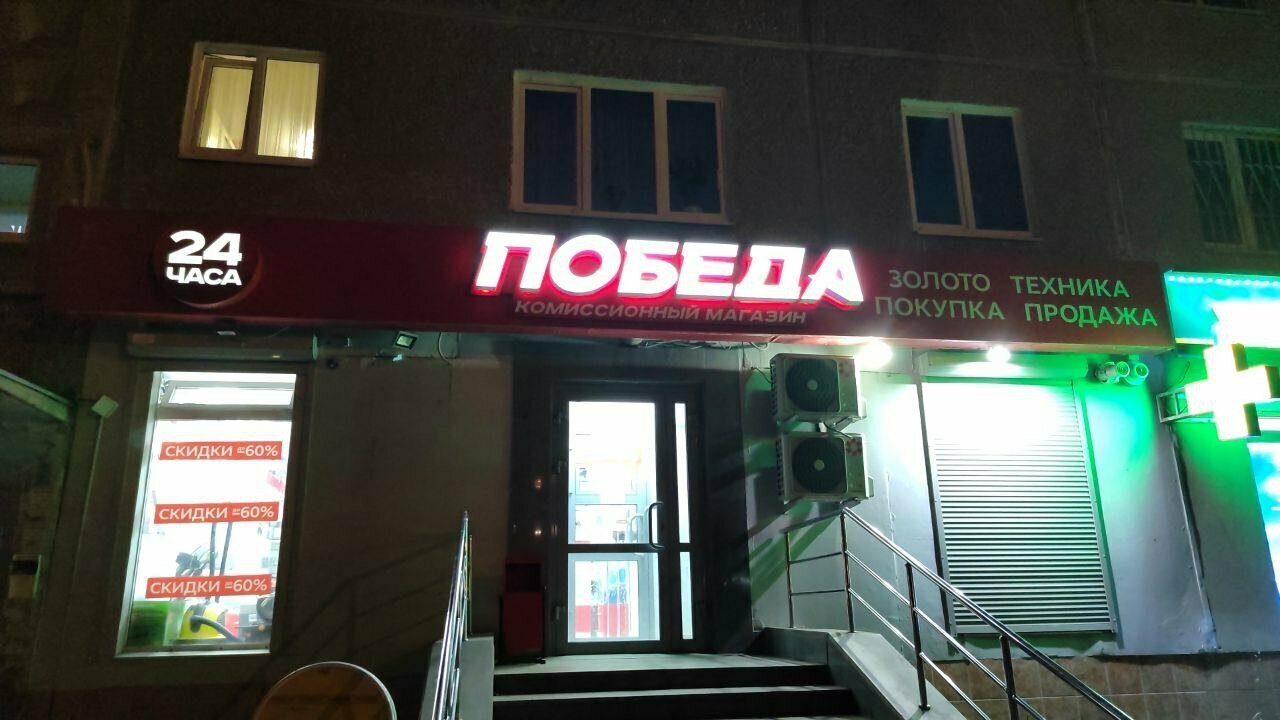 24
ЧАСА
ПОБЕДА
КОМИССИОННЫЙ МАГАЗИН
ЗОЛОТО ТЕХНИКА
ПОКУПКА ПРОДАЖА
СКИДКИ ДО -60%
СКИДКИ ДО -60%
СКИДКИ ДО -60%